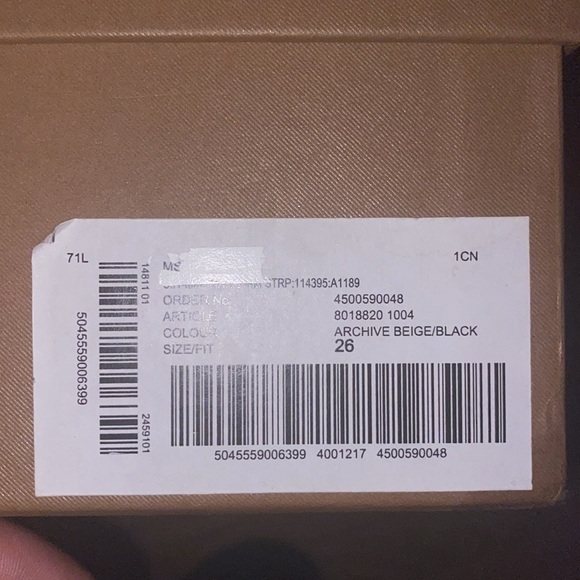 71L
1CN
MS
STRP:114395:A1189
ORDER NO 4500590048
ARTICLE 8018820 1004
COLOUR ARCHIVE BEIGE/BLACK
SIZE/FIT 26
5045559006399 4001217 4500590048
5045559006399
14811 01
2459101